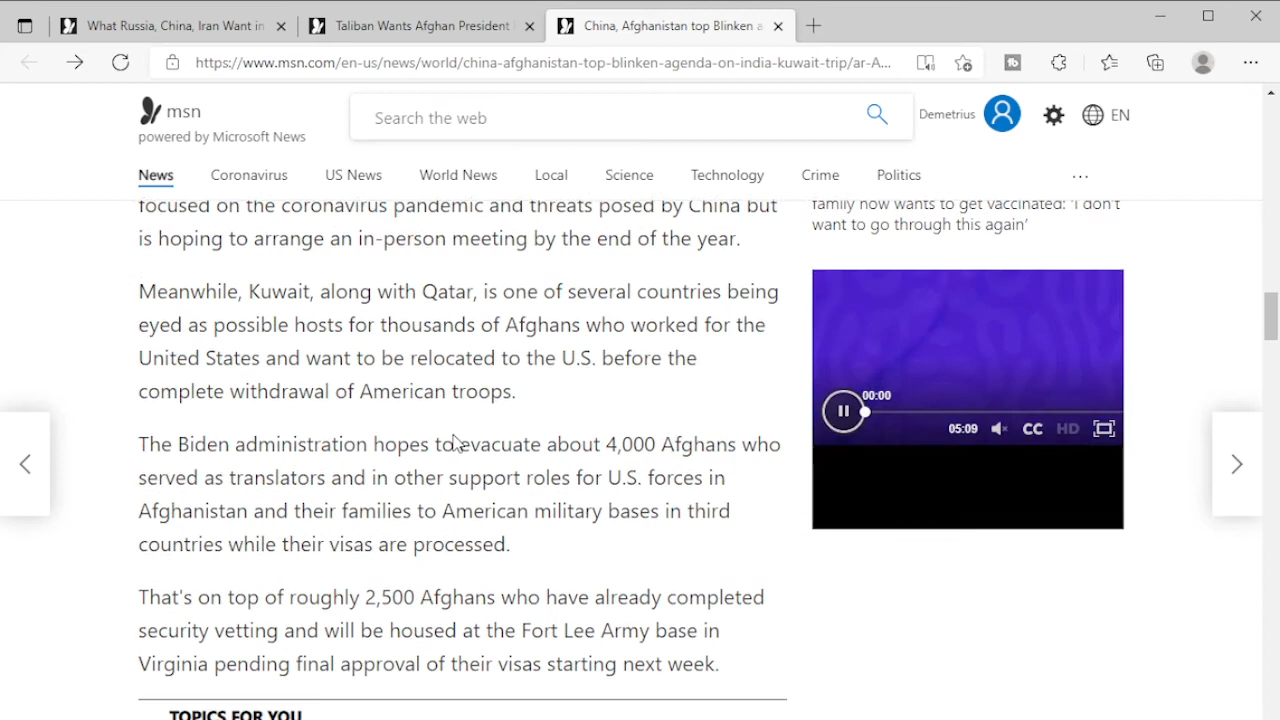 What Russia, China, Iran Want in
Taliban Wants Afghan President
China, Afghanistan top Blinken a
https://www.msn.com/en-us/news/world/china-afghanistan-top-blinken-agenda-on-india-kuwait-trip/ar-A...
msn
powered by Microsoft News
Search the web
Demetrius
EN
News
Coronavirus
US News
World News
Local
Science
Technology
Crime
Politics
...
focused on the coronavirus pandemic and threats posed by China but
is hoping to arrange an in-person meeting by the end of the year.
Meanwhile, Kuwait, along with Qatar, is one of several countries being
eyed as possible hosts for thousands of Afghans who worked for the
United States and want to be relocated to the U.S. before the
complete withdrawal of American troops.
The Biden administration hopes to evacuate about 4,000 Afghans who
served as translators and in other support roles for U.S. forces in
Afghanistan and their families to American military bases in third
countries while their visas are processed.
That's on top of roughly 2,500 Afghans who have already completed
security vetting and will be housed at the Fort Lee Army base in
Virginia pending final approval of their visas starting next week.
TOPICS FOR YOU
family now wants to get vaccinated: 'I don't
want to go through this again'
00:00
05:09
CC
HD